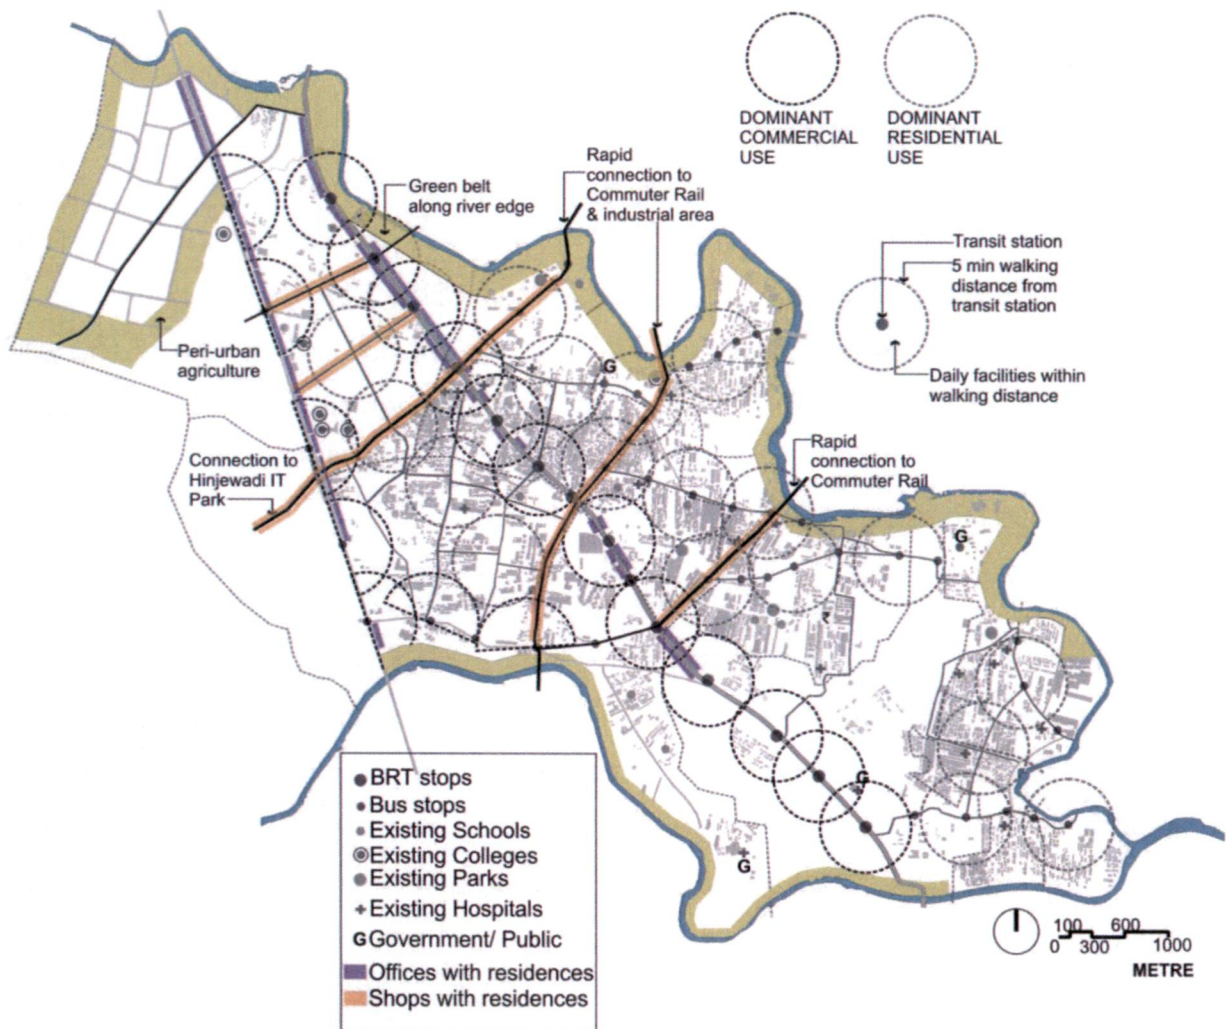 DOMINANT
COMMERCIAL
USE
DOMINANT
RESIDENTIAL
USE
Rapid
connection to
Commuter Rail
& industrial area
Green belt
along river edge
Transit station
5 min walking
distance from
transit station
Daily facilities within
walking distance
Peri-urban
agriculture
Connection to
Hinjewadi IT
Park
Rapid
connection to
Commuter Rail
G
G
G
G
BRT stops
Bus stops
Existing Schools
Existing Colleges
Existing Parks
Existing Hospitals
G Government/ Public
Offices with residences
Shops with residences
100 600
0 300 1000
METRE